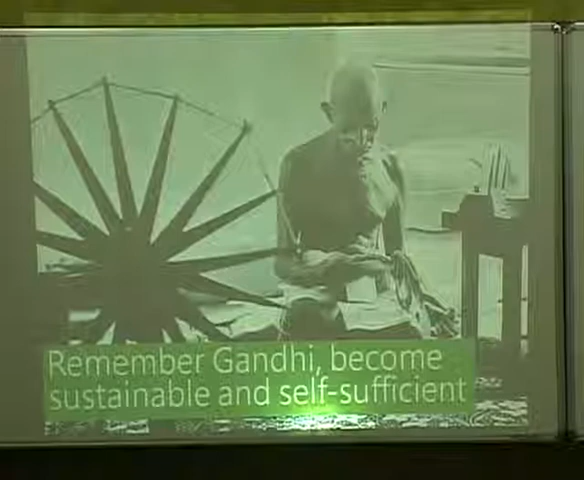 Remember Gandhi, become
sustainable and self-sufficient